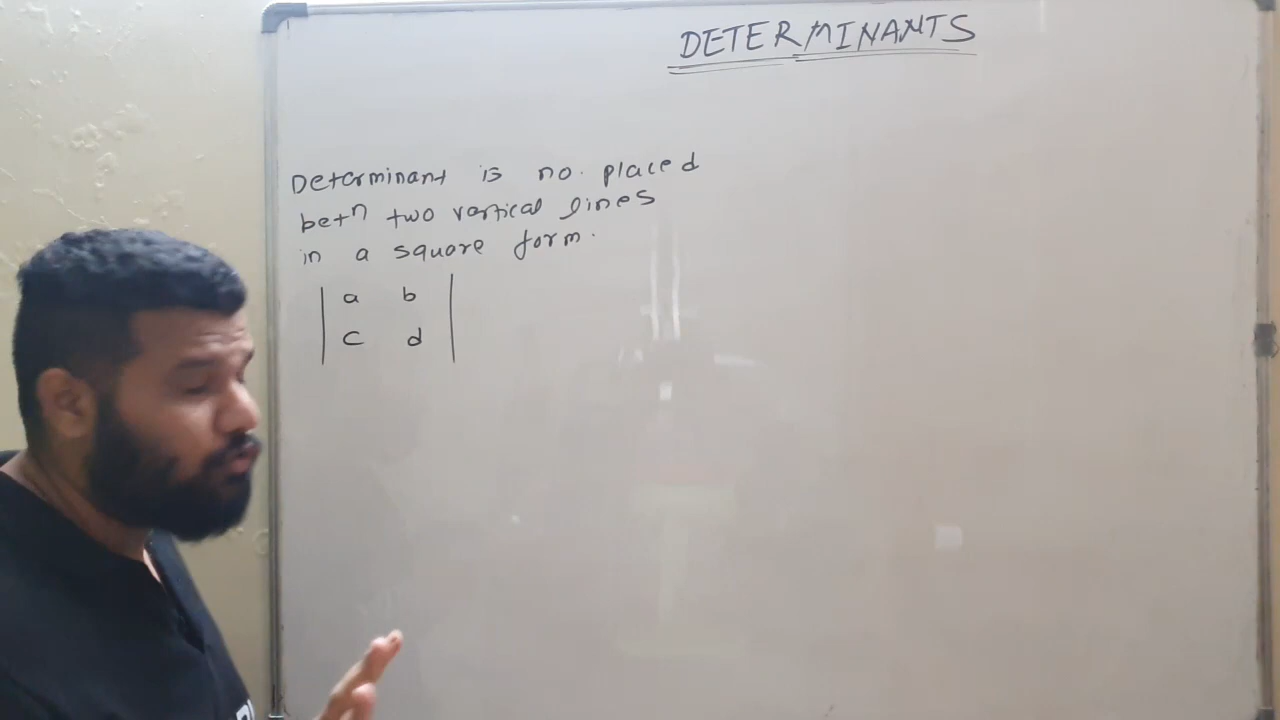 DETERMINANTS
Determinant is no. placed
betn two vertical lines
in a square form.
a b
c d